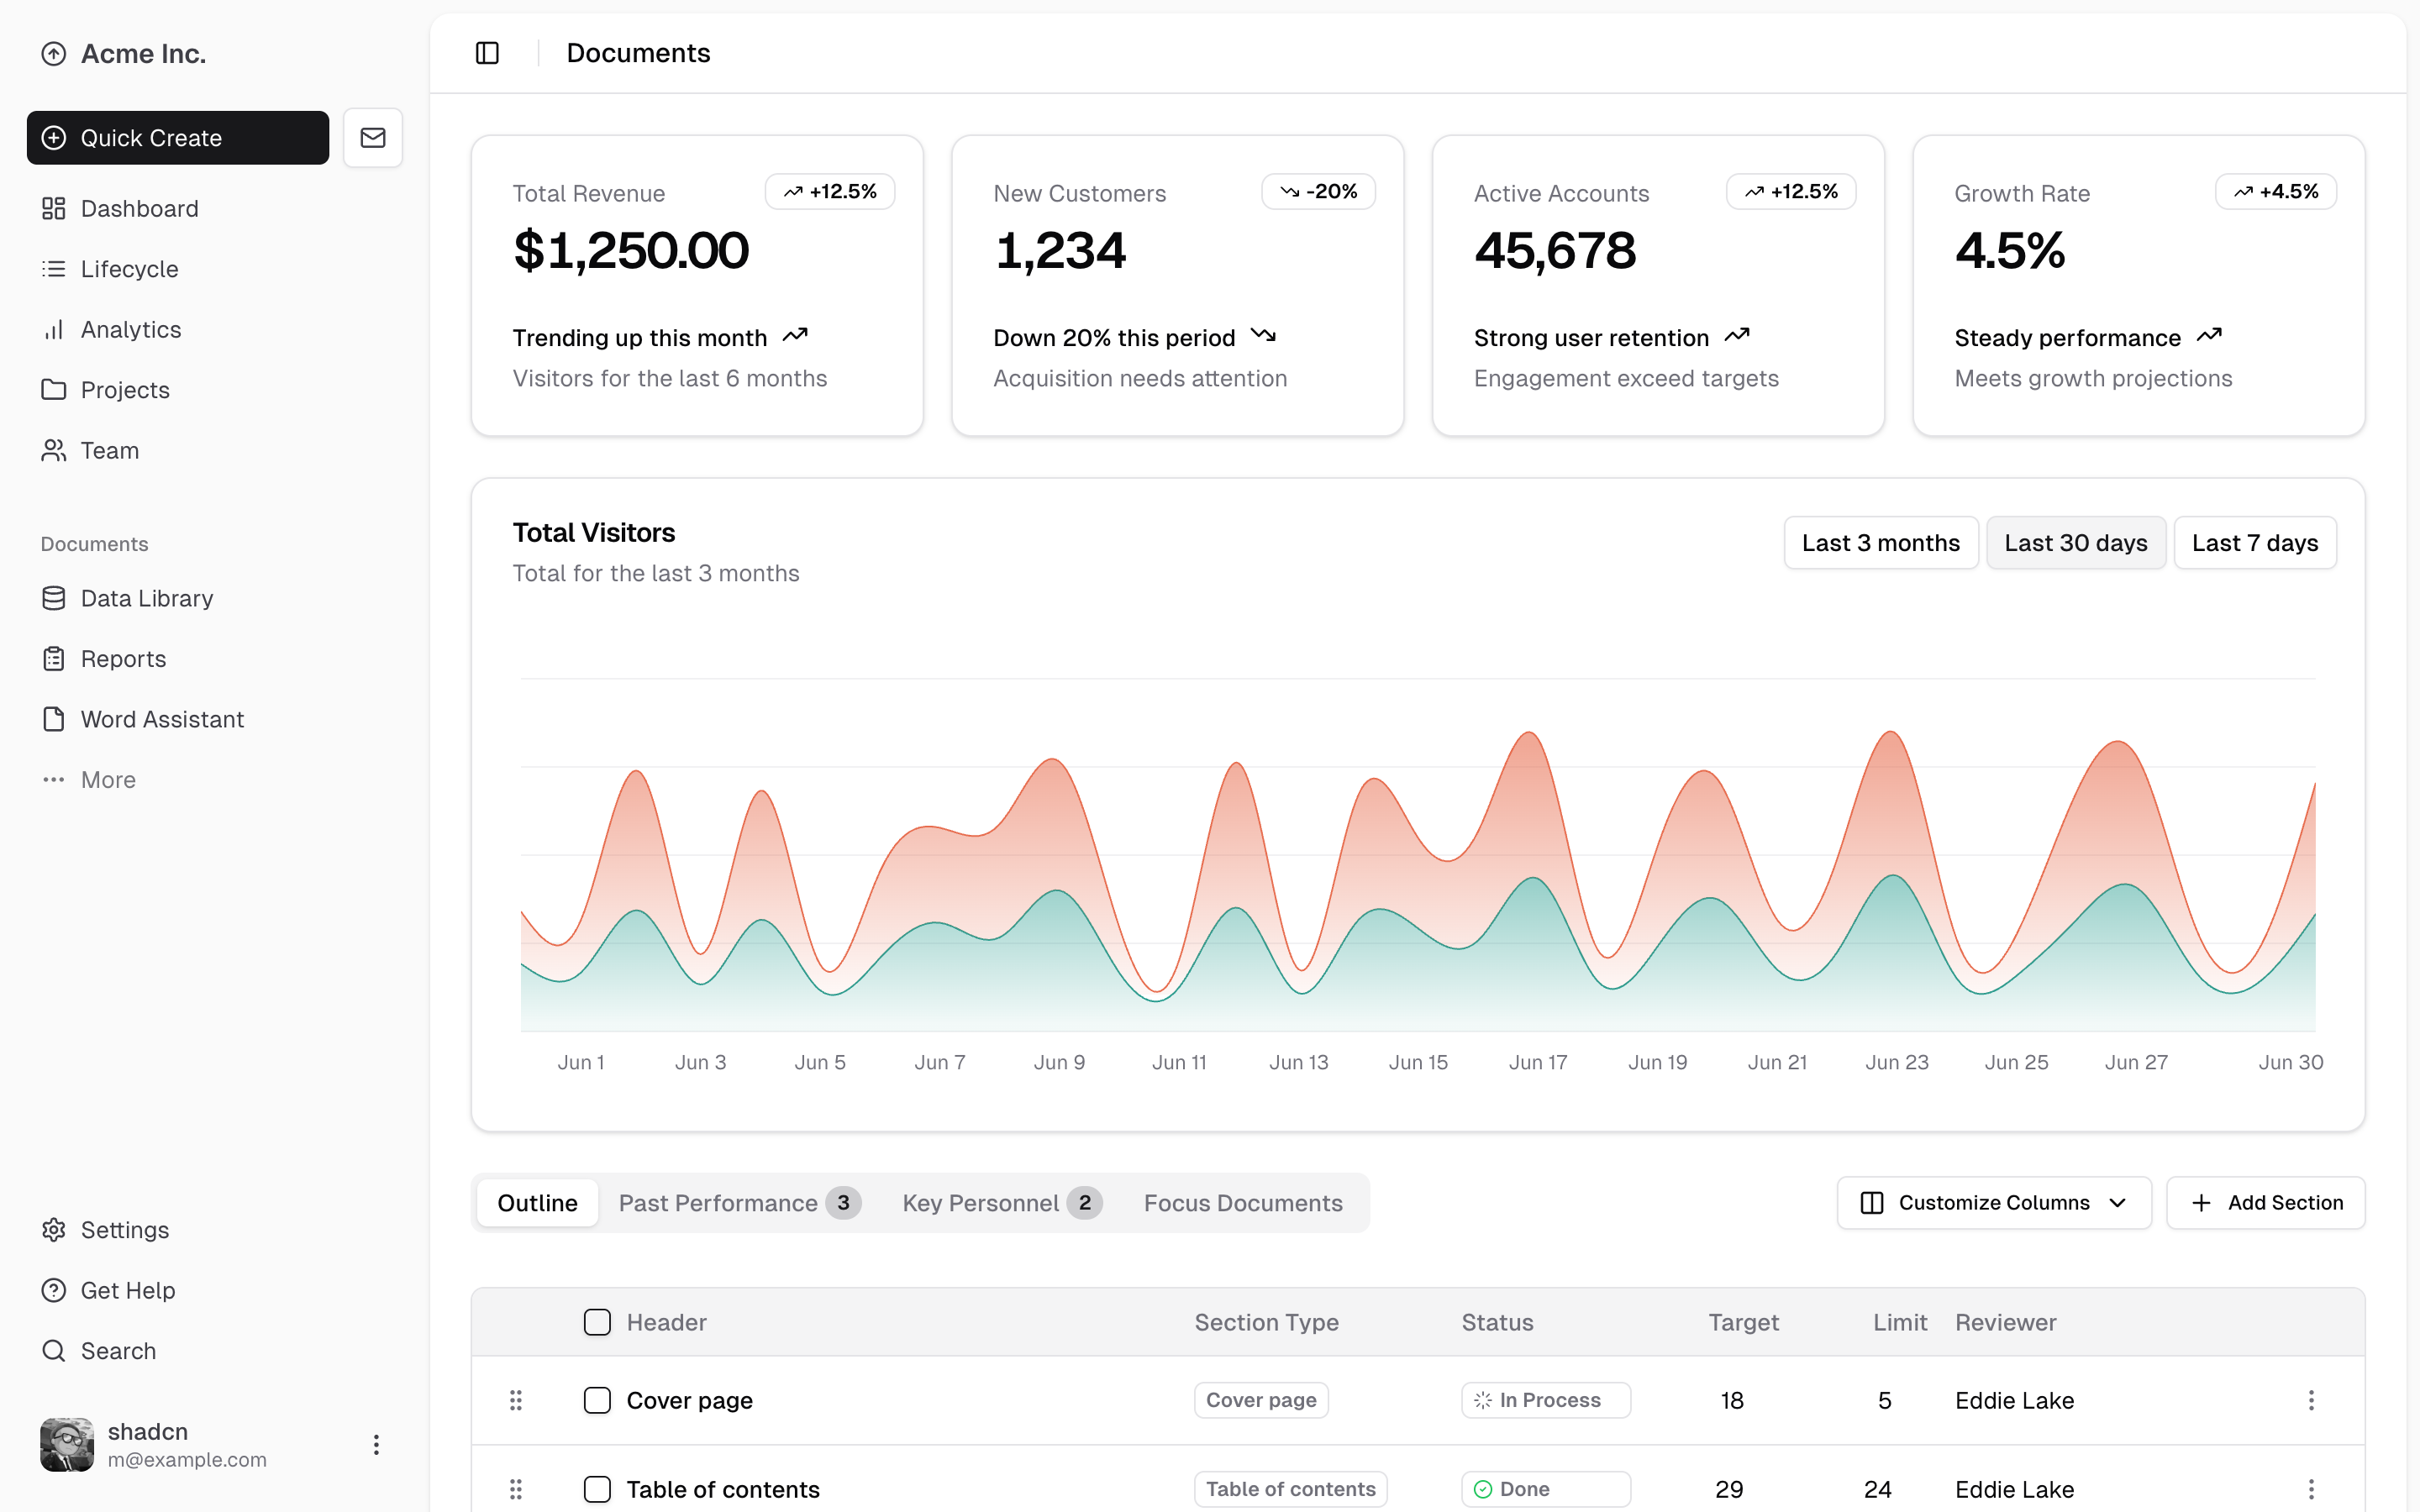 Acme Inc.
Quick Create
Dashboard
Lifecycle
Analytics
Projects
Team
Documents
Data Library
Reports
Word Assistant
More
Settings
Get Help
Search
shadcn
m@example.com
Documents
Total Revenue +12.5%
$1,250.00
Trending up this month
Visitors for the last 6 months
New Customers -20%
1,234
Down 20% this period
Acquisition needs attention
Active Accounts +12.5%
45,678
Strong user retention
Engagement exceed targets
Growth Rate +4.5%
4.5%
Steady performance
Meets growth projections
Total Visitors
Total for the last 3 months
Last 3 months Last 30 days Last 7 days
Jun 1 Jun 3 Jun 5 Jun 7 Jun 9 Jun 11 Jun 13 Jun 15 Jun 17 Jun 19 Jun 21 Jun 23 Jun 25 Jun 27 Jun 30
Outline Past Performance 3 Key Personnel 2 Focus Documents Customize Columns Add Section
Header Section Type Status Target Limit Reviewer
Cover page Cover page In Process 18 5 Eddie Lake
Table of contents Table of contents Done 29 24 Eddie Lake